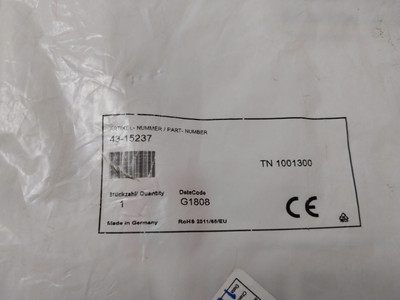 ARTIKEL- NUMMER / PART- NUMBER
43-15237
TN 1001300
Stückzahl/ Quantity
DateCode
1
G1808
CE
Made in Germany
RoHS 2011/65/EU